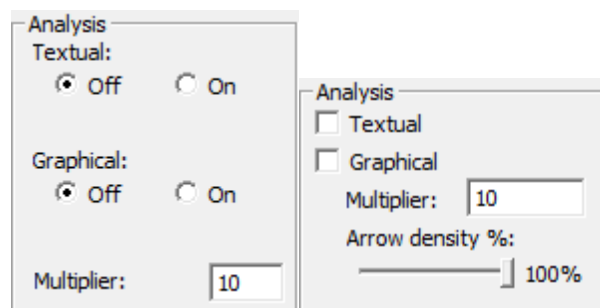 Analysis
Textual:
Off On
Graphical:
Off On
Multiplier: 10
Analysis
Textual
Graphical
Multiplier: 10
Arrow density %:
100%